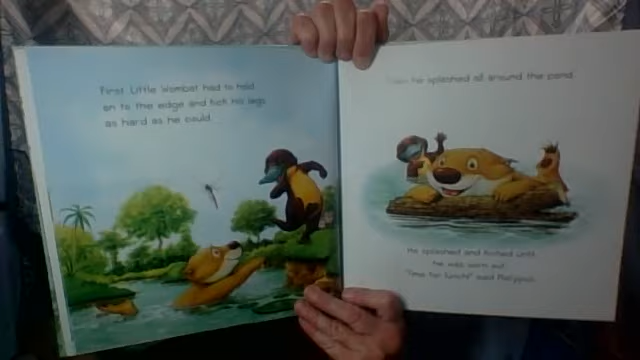 First Little Wombat had to hold
on to the edge and kick his legs
as hard as he could.
he splashed all around the pond.
He splashed and kicked until
he was worn out.
"Time for lunch!" said Platypus.